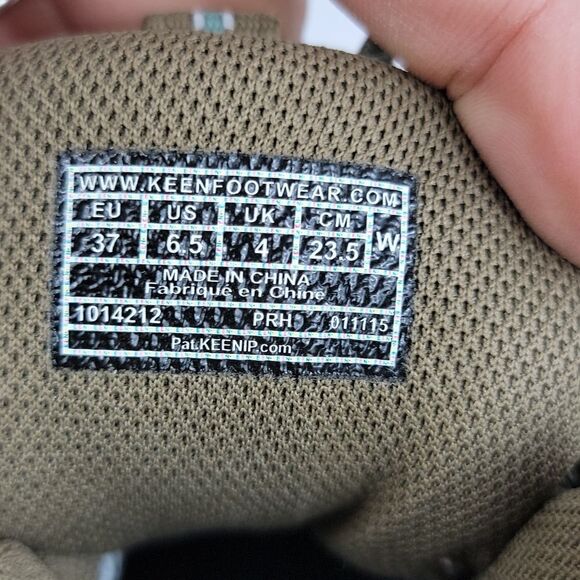 WWW.KEENFOOTWEAR.COM
EU US UK CM W
37 6.5 4 23.5
MADE IN CHINA
Fabriqué en Chine
1014212 PRH 011115
Pat.KEENIP.com